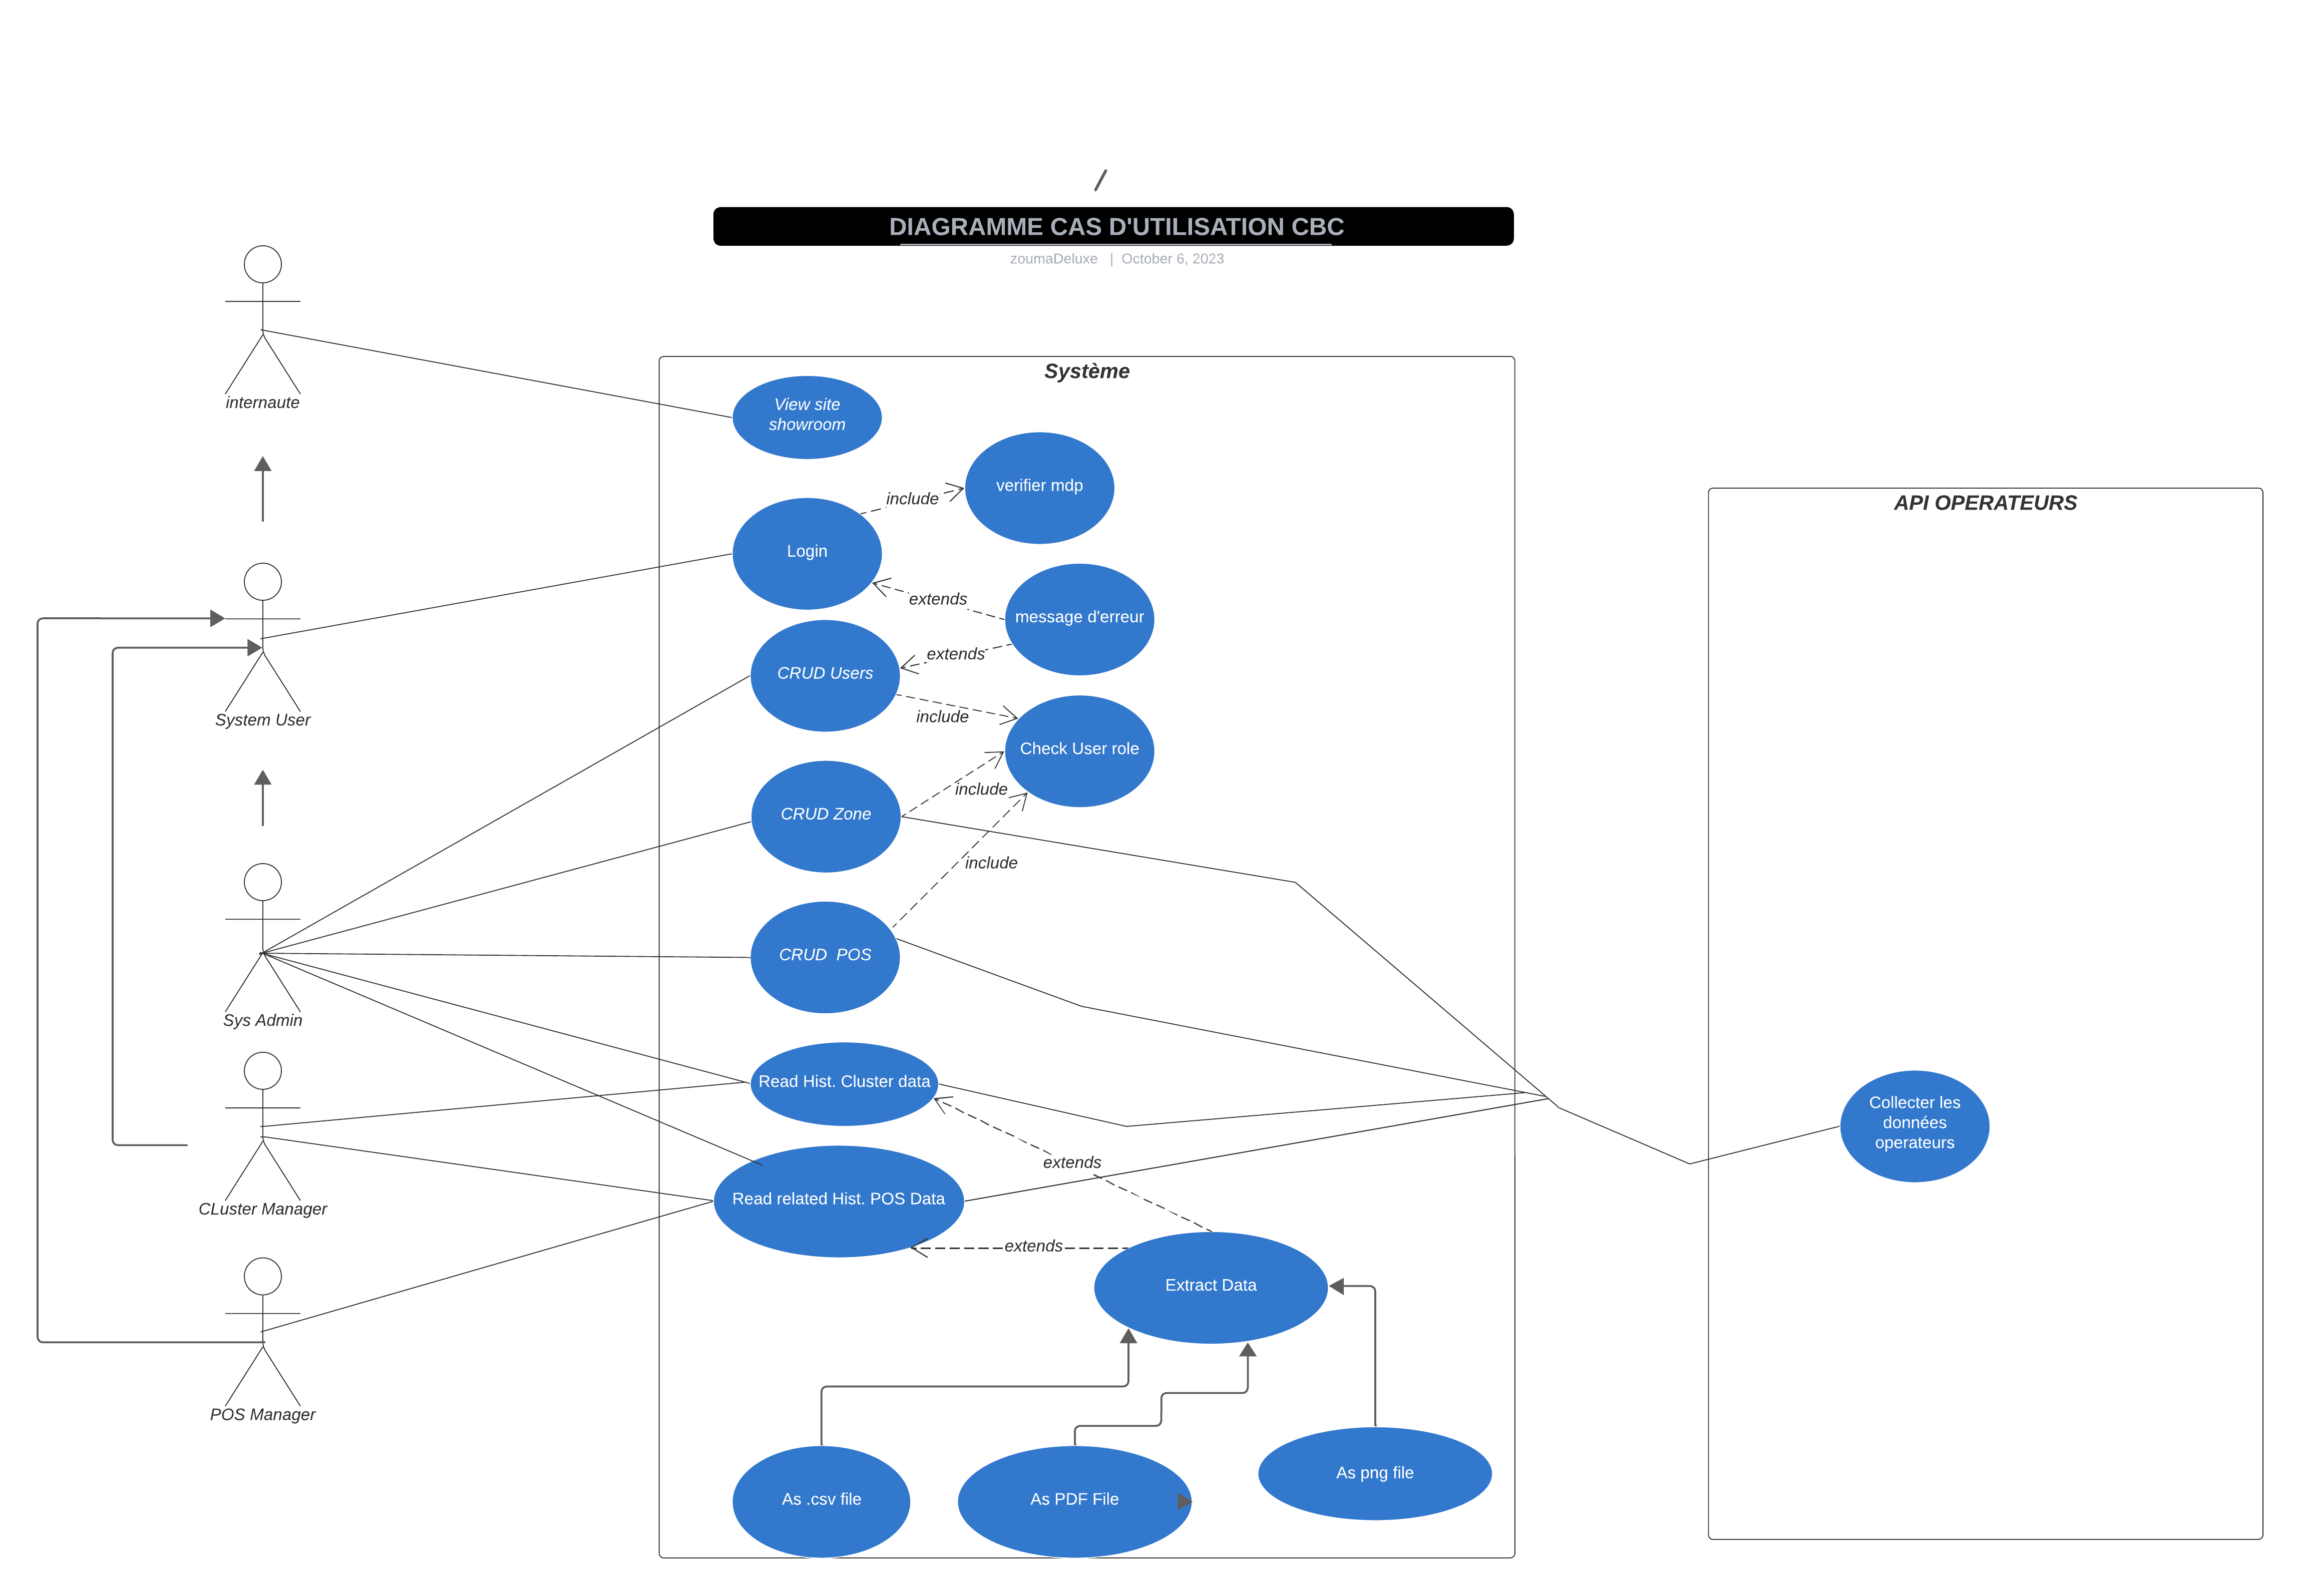 DIAGRAMME CAS D'UTILISATION CBC
zoumaDeluxe | October 6, 2023
internaute
System User
Sys Admin
CLuster Manager
POS Manager
Système
View site
showroom
include
verifier mdp
Login
extends
message d'erreur
extends
CRUD Users
include
Check User role
include
CRUD Zone
include
CRUD  POS
Read Hist. Cluster data
extends
Read related Hist. POS Data
extends
Extract Data
As .csv file
As PDF File
As png file
API OPERATEURS
Collecter les
données
operateurs